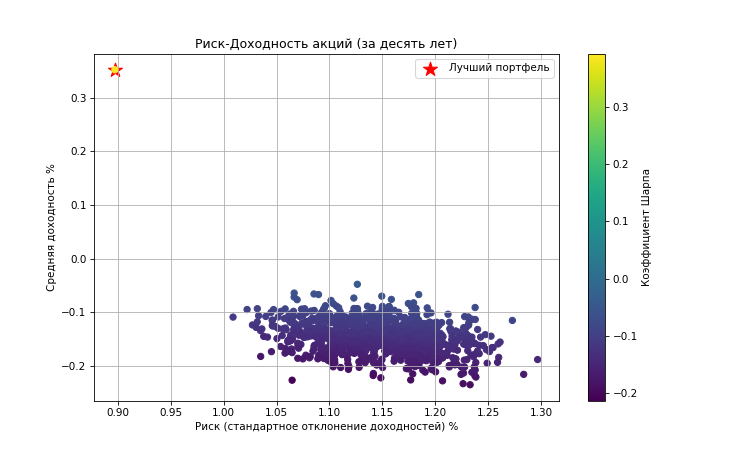 Риск-Доходность акций (за десять лет)
Лучший портфель
Средняя доходность %
0.3
0.2
0.1
0.0
−0.1
−0.2
0.90 0.95 1.00 1.05 1.10 1.15 1.20 1.25 1.30
Риск (стандартное отклонение доходностей) %
0.3
0.2
0.1
0.0
−0.1
−0.2
Коэффициент Шарпа